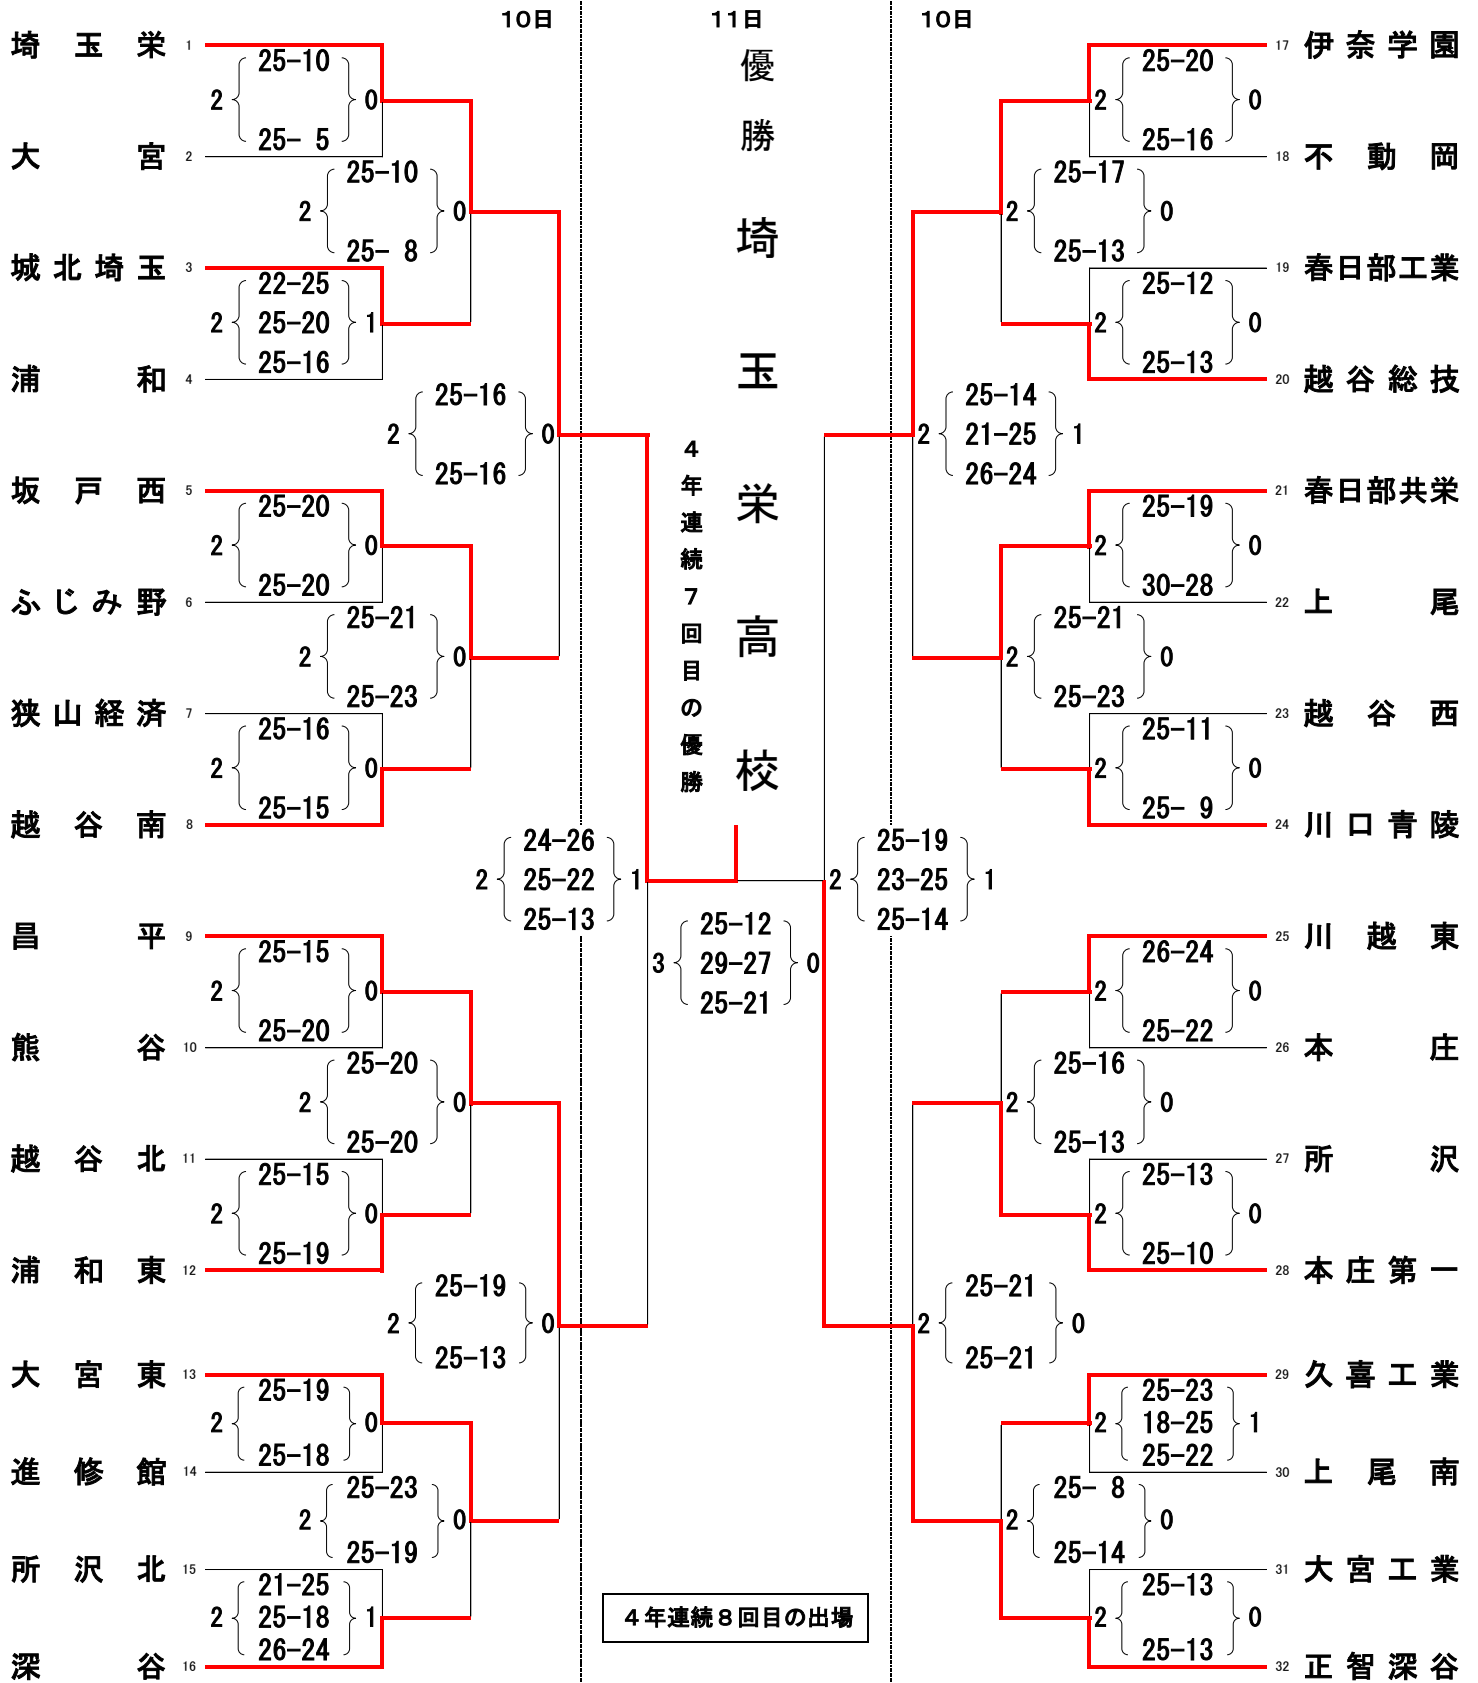 10日
11日
10日
優勝
埼玉栄高校
4年連続7回目の優勝
埼玉栄 1
25-10
2 0
25- 5
大宮 2
25-10
2 0
25- 8
城北埼玉 3
22-25
2 25-20 1
25-16
浦和 4
25-16
2 0
25-16
坂戸西 5
25-20
2 0
25-20
ふじみ野 6
25-21
2 0
25-23
狭山経済 7
25-16
2 0
25-15
越谷南 8
24-26
2 25-22 1
25-13
昌平 9
25-15
2 0
25-20
熊谷 10
25-20
2 0
25-20
越谷北 11
25-15
2 0
25-19
浦和東 12
25-19
2 0
25-13
大宮東 13
25-19
2 0
25-18
進修館 14
25-23
2 0
25-19
所沢北 15
21-25
2 25-18 1
26-24
深谷 16
25-12
3 29-27 0
25-21
17 伊奈学園
25-20
2 0
25-16
18 不動岡
25-17
2 0
25-13
19 春日部工業
25-12
2 0
25-13
20 越谷総技
25-14
2 21-25 1
26-24
21 春日部共栄
25-19
2 0
30-28
22 上尾
25-21
2 0
25-23
23 越谷西
25-11
2 0
25- 9
24 川口青陵
25-19
2 23-25 1
25-14
25 川越東
26-24
2 0
25-22
26 本庄
25-16
2 0
25-13
27 所沢
25-13
2 0
25-10
28 本庄第一
25-21
2 0
25-21
29 久喜工業
25-23
2 18-25 1
25-22
30 上尾南
25- 8
2 0
25-14
31 大宮工業
25-13
2 0
25-13
32 正智深谷
4年連続8回目の出場